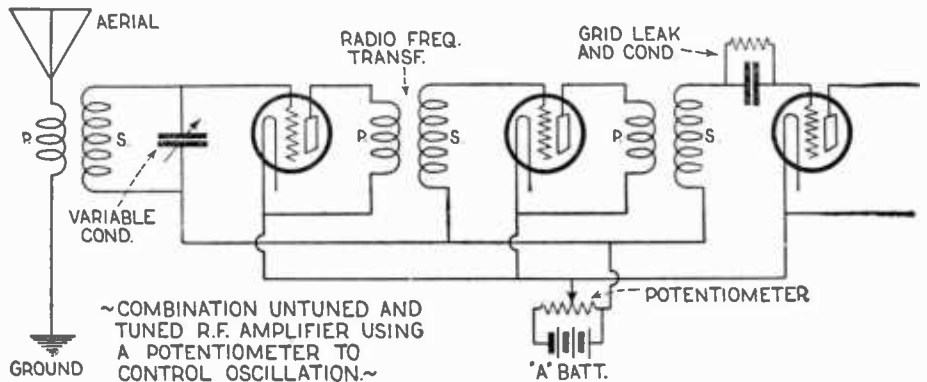 AERIAL
RADIO FREQ.
TRANSF.
GRID LEAK
AND COND
P.
S.
P.
S.
P.
S.
VARIABLE
COND.
POTENTIOMETER
~COMBINATION UNTUNED AND
TUNED R.F. AMPLIFIER USING
A POTENTIOMETER TO
CONTROL OSCILLATION.~
GROUND
"A" BATT.